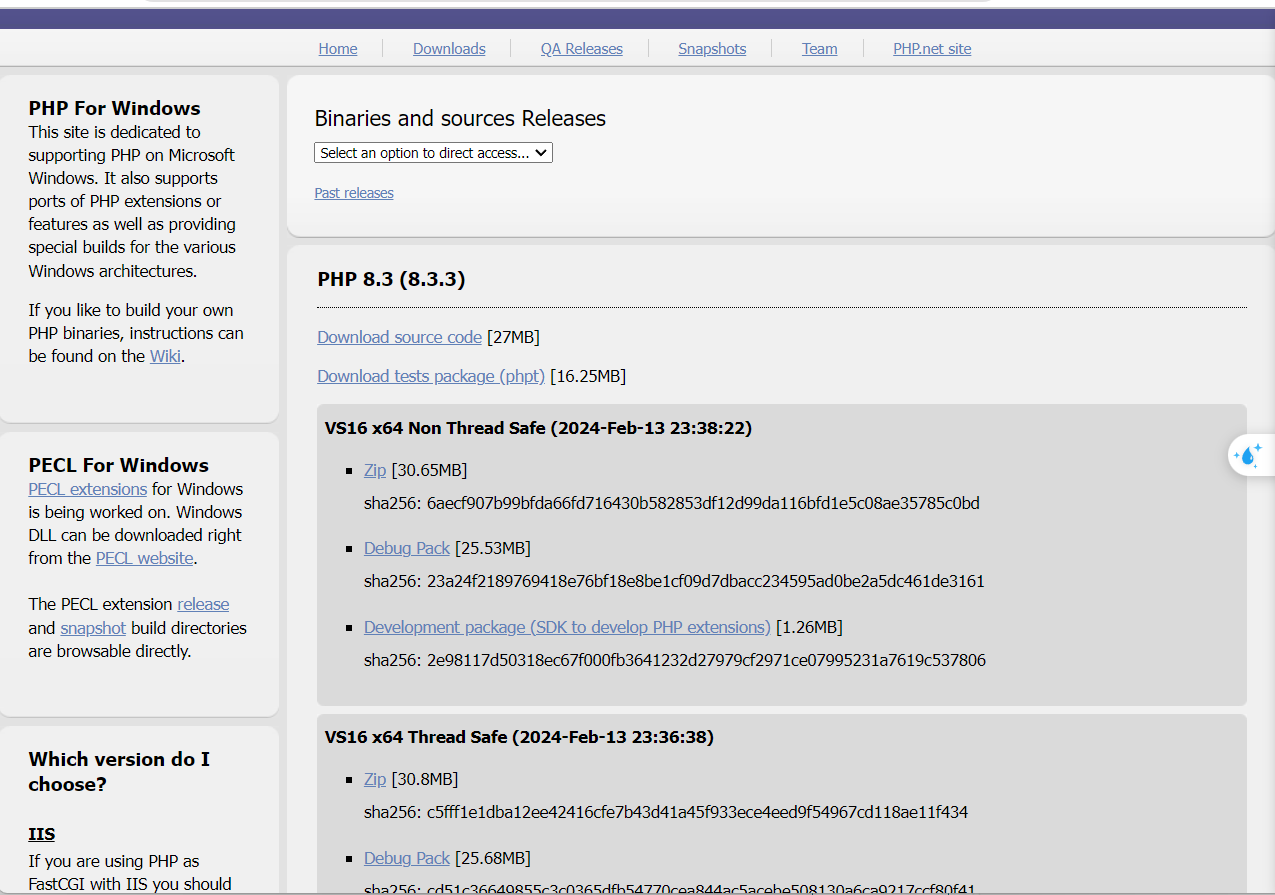 Home Downloads QA Releases Snapshots Team PHP.net site
PHP For Windows
This site is dedicated to
supporting PHP on Microsoft
Windows. It also supports
ports of PHP extensions or
features as well as providing
special builds for the various
Windows architectures.
If you like to build your own
PHP binaries, instructions can
be found on the Wiki.
PECL For Windows
PECL extensions for Windows
is being worked on. Windows
DLL can be downloaded right
from the PECL website.
The PECL extension release
and snapshot build directories
are browsable directly.
Which version do I
choose?
IIS
If you are using PHP as
FastCGI with IIS you should
Binaries and sources Releases
Select an option to direct access...
Past releases
PHP 8.3 (8.3.3)
Download source code [27MB]
Download tests package (phpt) [16.25MB]
VS16 x64 Non Thread Safe (2024-Feb-13 23:38:22)
Zip [30.65MB]
sha256: 6aecf907b99bfda66fd716430b582853df12d99da116bfd1e5c08ae35785c0bd
Debug Pack [25.53MB]
sha256: 23a24f2189769418e76bf18e8be1cf09d7dbacc234595ad0be2a5dc461de3161
Development package (SDK to develop PHP extensions) [1.26MB]
sha256: 2e98117d50318ec67f000fb3641232d27979cf2971ce07995231a7619c537806
VS16 x64 Thread Safe (2024-Feb-13 23:36:38)
Zip [30.8MB]
sha256: c5fff1e1dba12ee42416cfe7b43d41a45f933ece4eed9f54967cd118ae11f434
Debug Pack [25.68MB]
sha256: cd51c36649855c3c0365dfb54770cea844ac5acebe508130a6ca9217ccf80f41